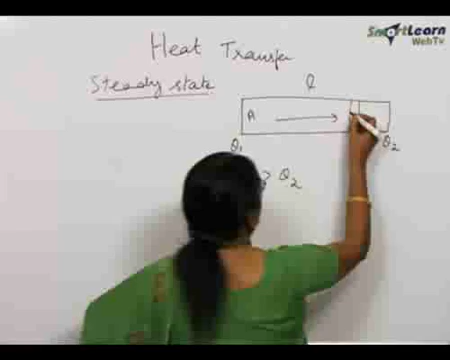 SmartLearn
WebTv
Heat Transfer
Steady state
l
A
θ1 θ2
> θ2